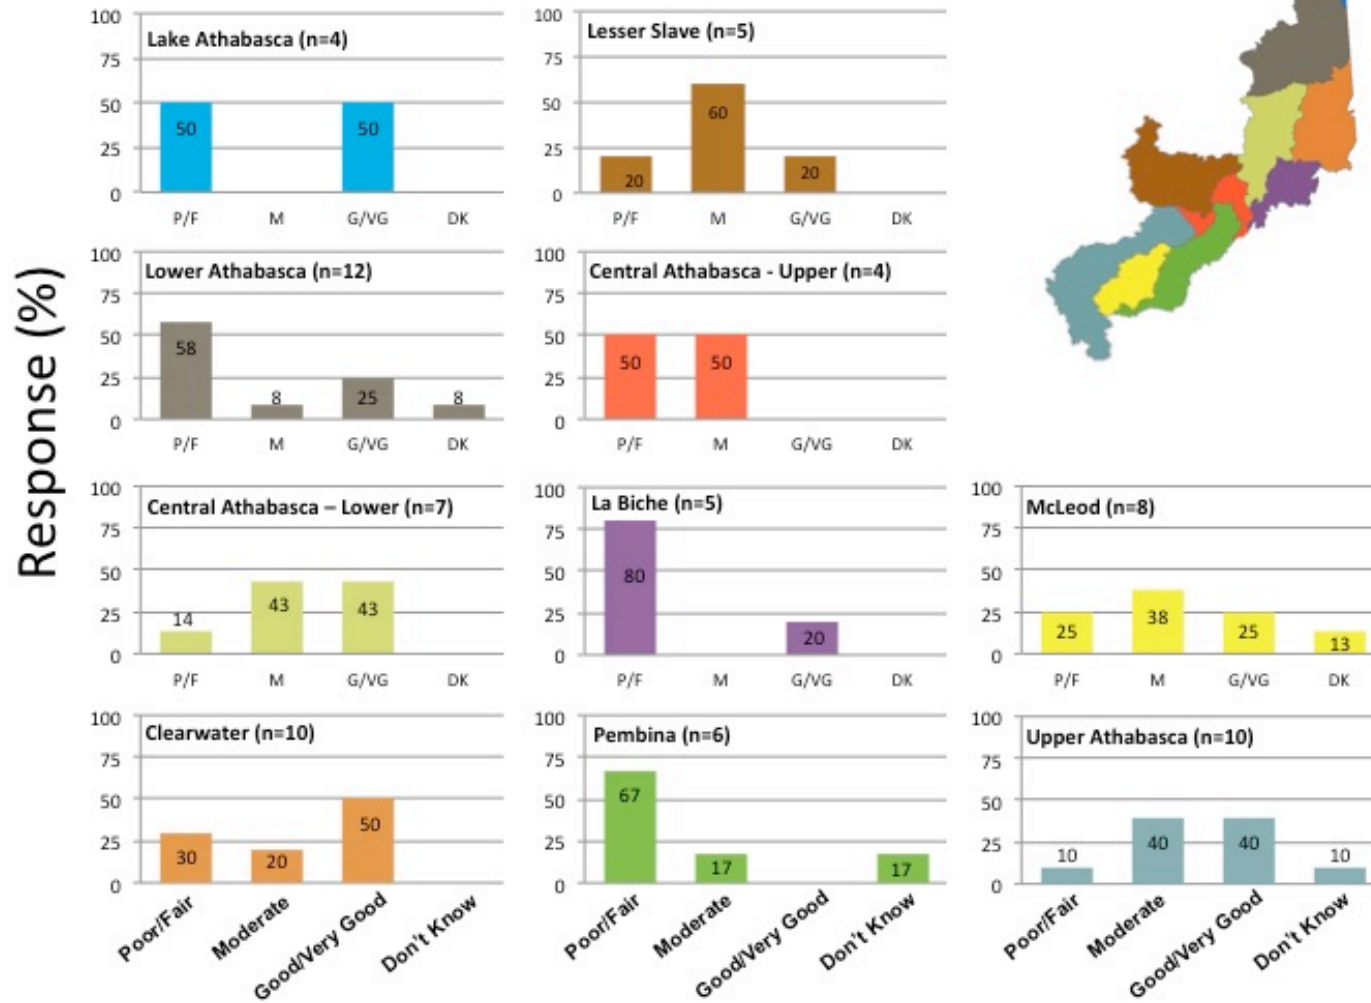 Response (%)
Lake Athabasca (n=4)
100
75
50
25
0
50
50
P/F M G/VG DK
Lesser Slave (n=5)
100
75
50
25
0
20
60
20
P/F M G/VG DK
Lower Athabasca (n=12)
100
75
50
25
0
58
8
25
8
P/F M G/VG DK
Central Athabasca - Upper (n=4)
100
75
50
25
0
50
50
P/F M G/VG DK
Central Athabasca – Lower (n=7)
100
75
50
25
0
14
43
43
P/F M G/VG DK
La Biche (n=5)
100
75
50
25
0
80
20
P/F M G/VG DK
McLeod (n=8)
100
75
50
25
0
25
38
25
13
P/F M G/VG DK
Clearwater (n=10)
100
75
50
25
0
30
20
50
Poor/Fair
Moderate
Good/Very Good
Don't Know
Pembina (n=6)
100
75
50
25
0
67
17
17
Poor/Fair
Moderate
Good/Very Good
Don't Know
Upper Athabasca (n=10)
100
75
50
25
0
10
40
40
10
Poor/Fair
Moderate
Good/Very Good
Don't Know